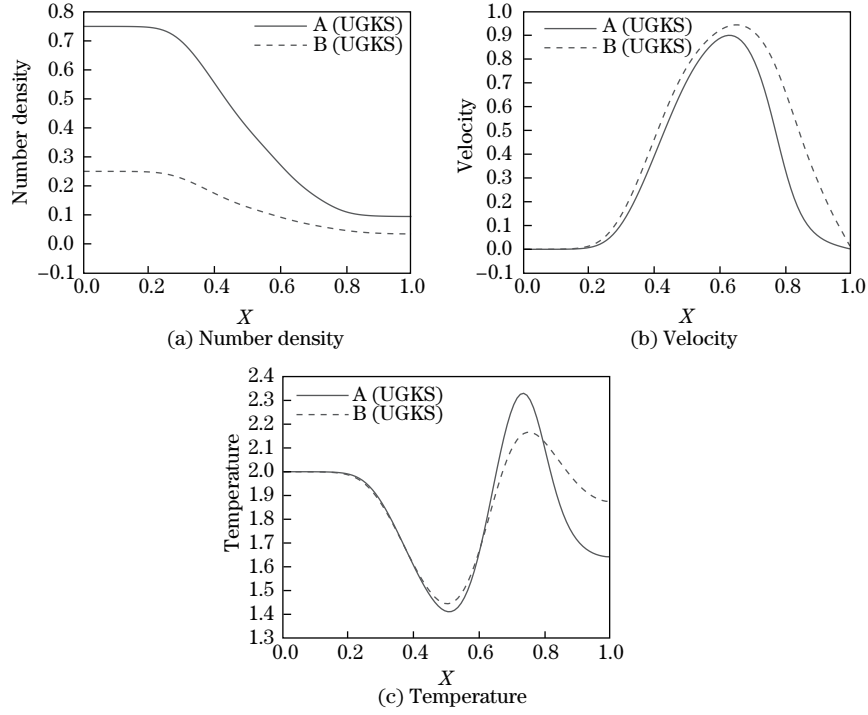 0.8
0.7
0.6
0.5
0.4
0.3
0.2
0.1
0.0
−0.1
Number density
A (UGKS)
B (UGKS)
0.0 0.2 0.4 0.6 0.8 1.0
X
(a) Number density
1.0
0.9
0.8
0.7
0.6
0.5
0.4
0.3
0.2
0.1
0.0
−0.1
Velocity
A (UGKS)
B (UGKS)
0.0 0.2 0.4 0.6 0.8 1.0
X
(b) Velocity
2.4
2.3
2.2
2.1
2.0
1.9
1.8
1.7
1.6
1.5
1.4
1.3
Temperature
A (UGKS)
B (UGKS)
0.0 0.2 0.4 0.6 0.8 1.0
X
(c) Temperature